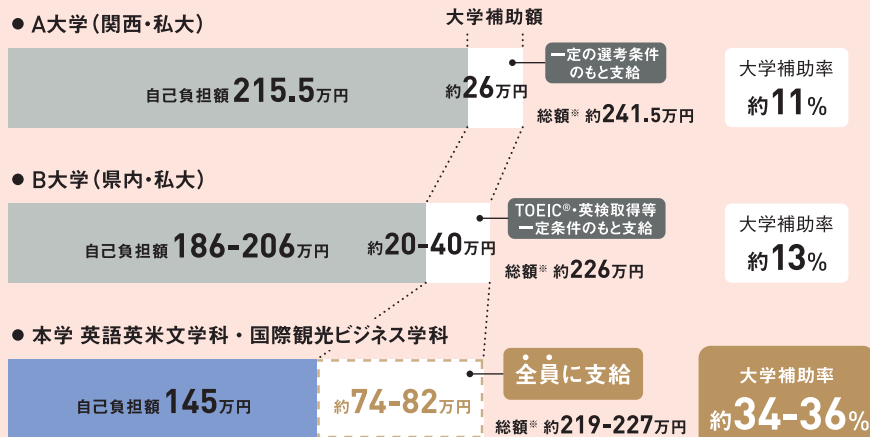 ● A大学（関西・私大）
大学補助額
自己負担額 215.5万円
約26万円
一定の選考条件
のもと支給
総額※ 約241.5万円
大学補助率
約11%
● B大学（県内・私大）
自己負担額 186-206万円
約20-40万円
TOEIC®・英検取得等
一定条件のもと支給
総額※ 約226万円
大学補助率
約13%
● 本学 英語英米文学科・国際観光ビジネス学科
自己負担額 145万円
約74-82万円
全員に支給
総額※ 約219-227万円
大学補助率
約34-36%